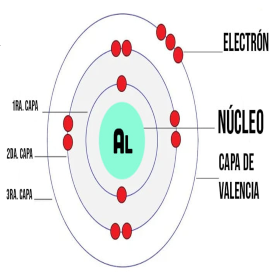 ELECTRÓN
1RA. CAPA
NÚCLEO
AL
2DA. CAPA
CAPA DE
VALENCIA
3RA. CAPA